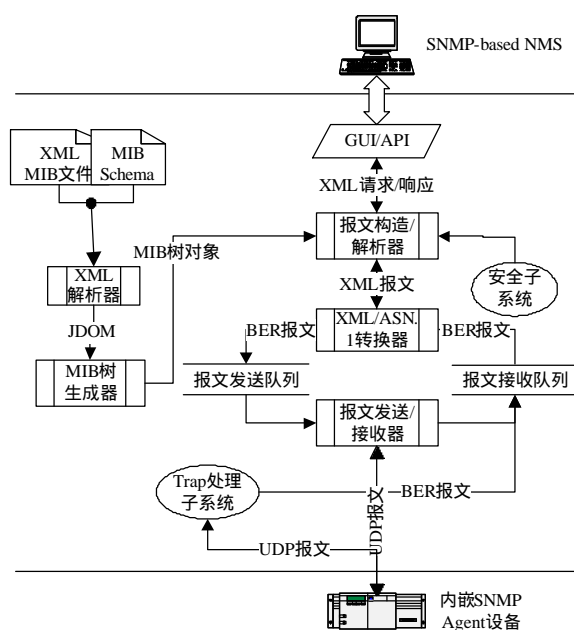 SNMP-based NMS
GUI/API
XML
MIB文件
MIB
Schema
XML请求/响应
MIB树对象
报文构造/
解析器
安全子
系统
XML
解析器
XML报文
JDOM
BER报文
XML/ASN.
1转换器
BER报文
MIB树
生成器
报文发送队列
报文接收队列
报文发送/
接收器
Trap处理
子系统
BER报文
UDP报文
UDP报文
内嵌SNMP
Agent设备